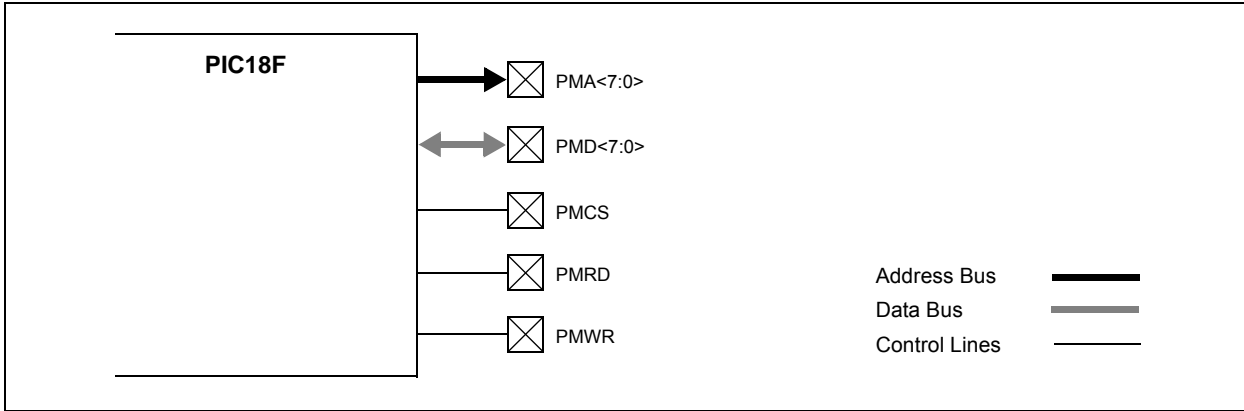 PIC18F
PMA<7:0>
PMD<7:0>
PMCS
PMRD
PMWR
Address Bus
Data Bus
Control Lines